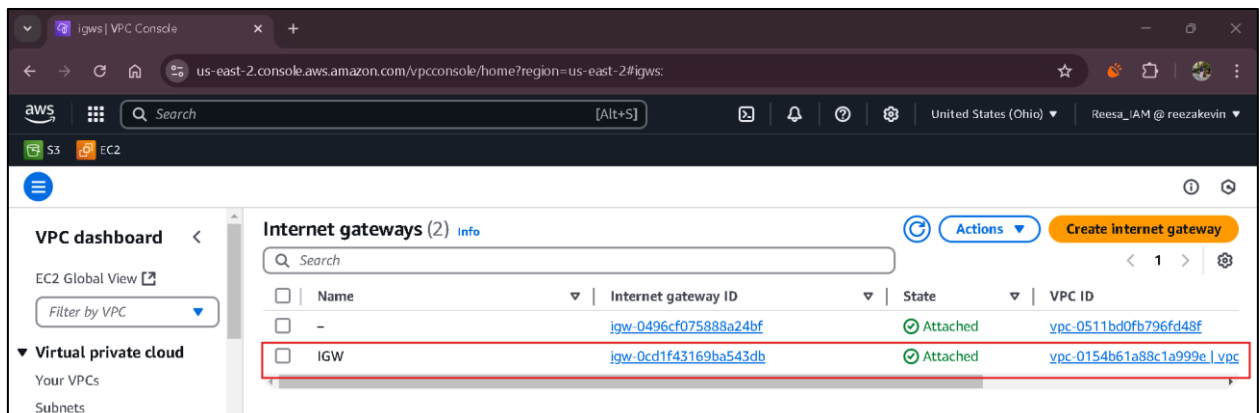 igws | VPC Console
us-east-2.console.aws.amazon.com/vpcconsole/home?region=us-east-2#igws:
aws
Search
[Alt+S]
United States (Ohio)
Reesa_IAM @ reezakevin
S3
EC2
VPC dashboard
EC2 Global View
Filter by VPC
Virtual private cloud
Your VPCs
Subnets
Internet gateways (2) Info
Actions
Create internet gateway
Search
1
Name Internet gateway ID State VPC ID
– igw-0496cf075888a24bf Attached vpc-0511bd0fb796fd48f
IGW igw-0cd1f43169ba543db Attached vpc-0154b61a88c1a999e | vpc